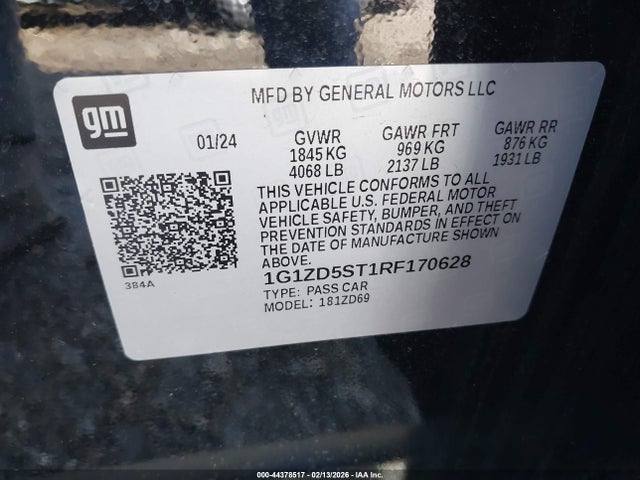 MFD BY GENERAL MOTORS LLC
gm
01/24 GVWR GAWR FRT GAWR RR
1845 KG 969 KG 876 KG
4068 LB 2137 LB 1931 LB
THIS VEHICLE CONFORMS TO ALL
APPLICABLE U.S. FEDERAL MOTOR
VEHICLE SAFETY, BUMPER, AND THEFT
PREVENTION STANDARDS IN EFFECT ON
THE DATE OF MANUFACTURE SHOWN
ABOVE.
384A
1G1ZD5ST1RF170628
TYPE: PASS CAR
MODEL: 181ZD69
000-44378517 - 02/13/2026 - IAA Inc.